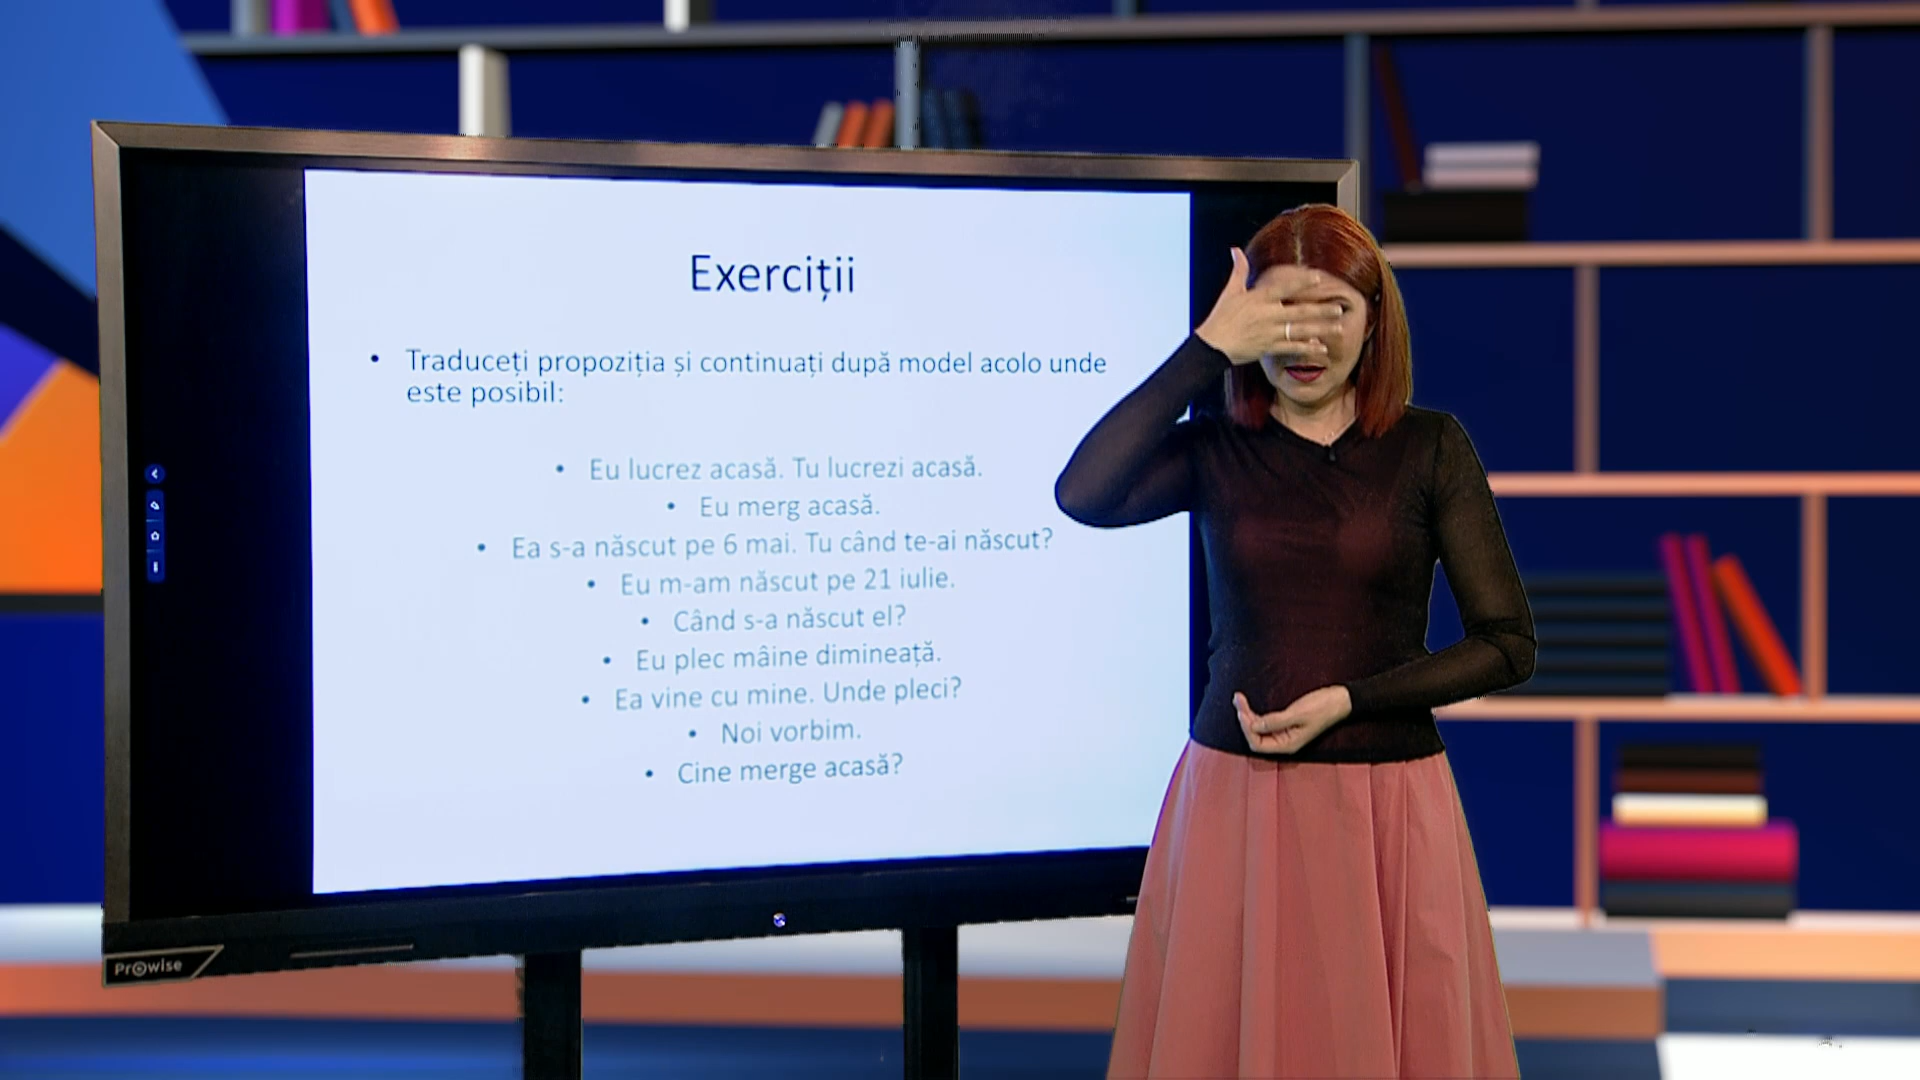 Exerciții
• Traduceți propoziția și continuați după model acolo unde
este posibil:
• Eu lucrez acasă. Tu lucrezi acasă.
• Eu merg acasă.
• Ea s-a născut pe 6 mai. Tu când te-ai născut?
• Eu m-am născut pe 21 iulie.
• Când s-a născut el?
• Eu plec mâine dimineață.
• Ea vine cu mine. Unde pleci?
• Noi vorbim.
• Cine merge acasă?
Prowise